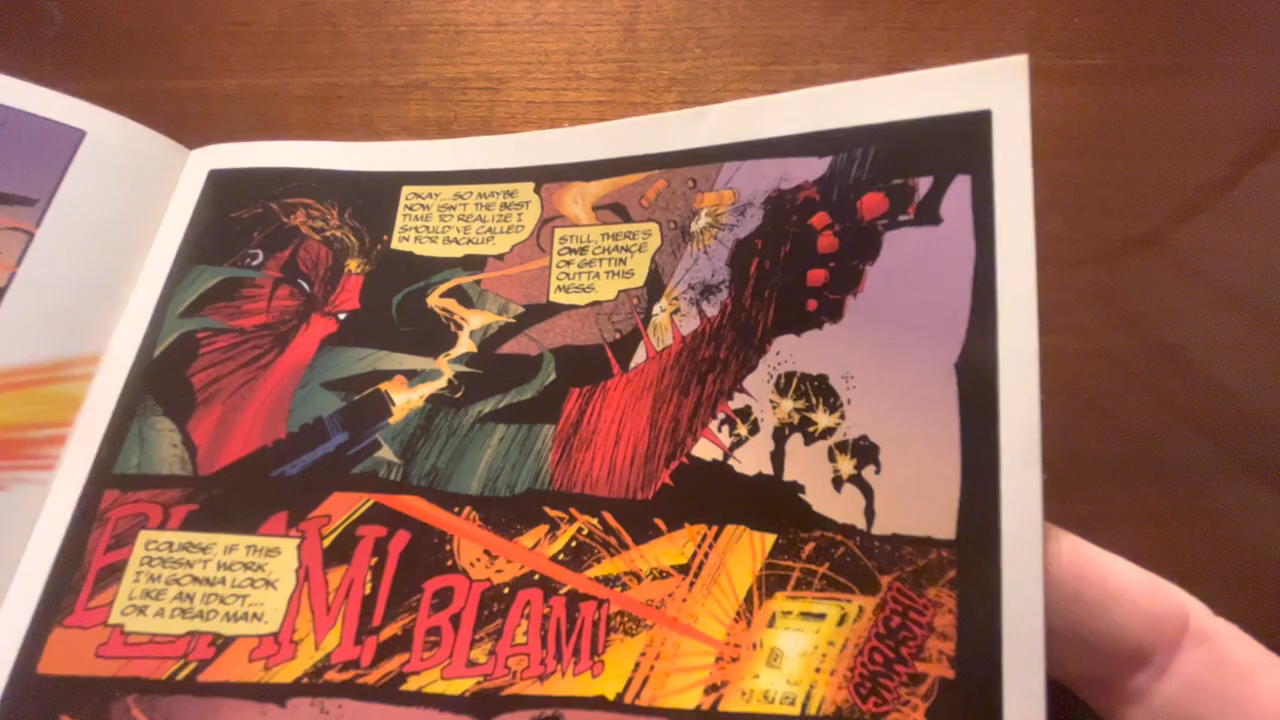 OKAY...SO MAYBE
NOW ISN'T THE BEST
TIME TO REALIZE I
SHOULD'VE CALLED
IN FOR BACKUP.
STILL, THERE'S
ONE CHANCE
OF GETTIN'
OUTTA THIS
MESS.
BLAM!
'COURSE, IF THIS
DOESN'T WORK,
I'M GONNA LOOK
LIKE AN IDIOT...
OR A DEAD MAN.
BLAM!